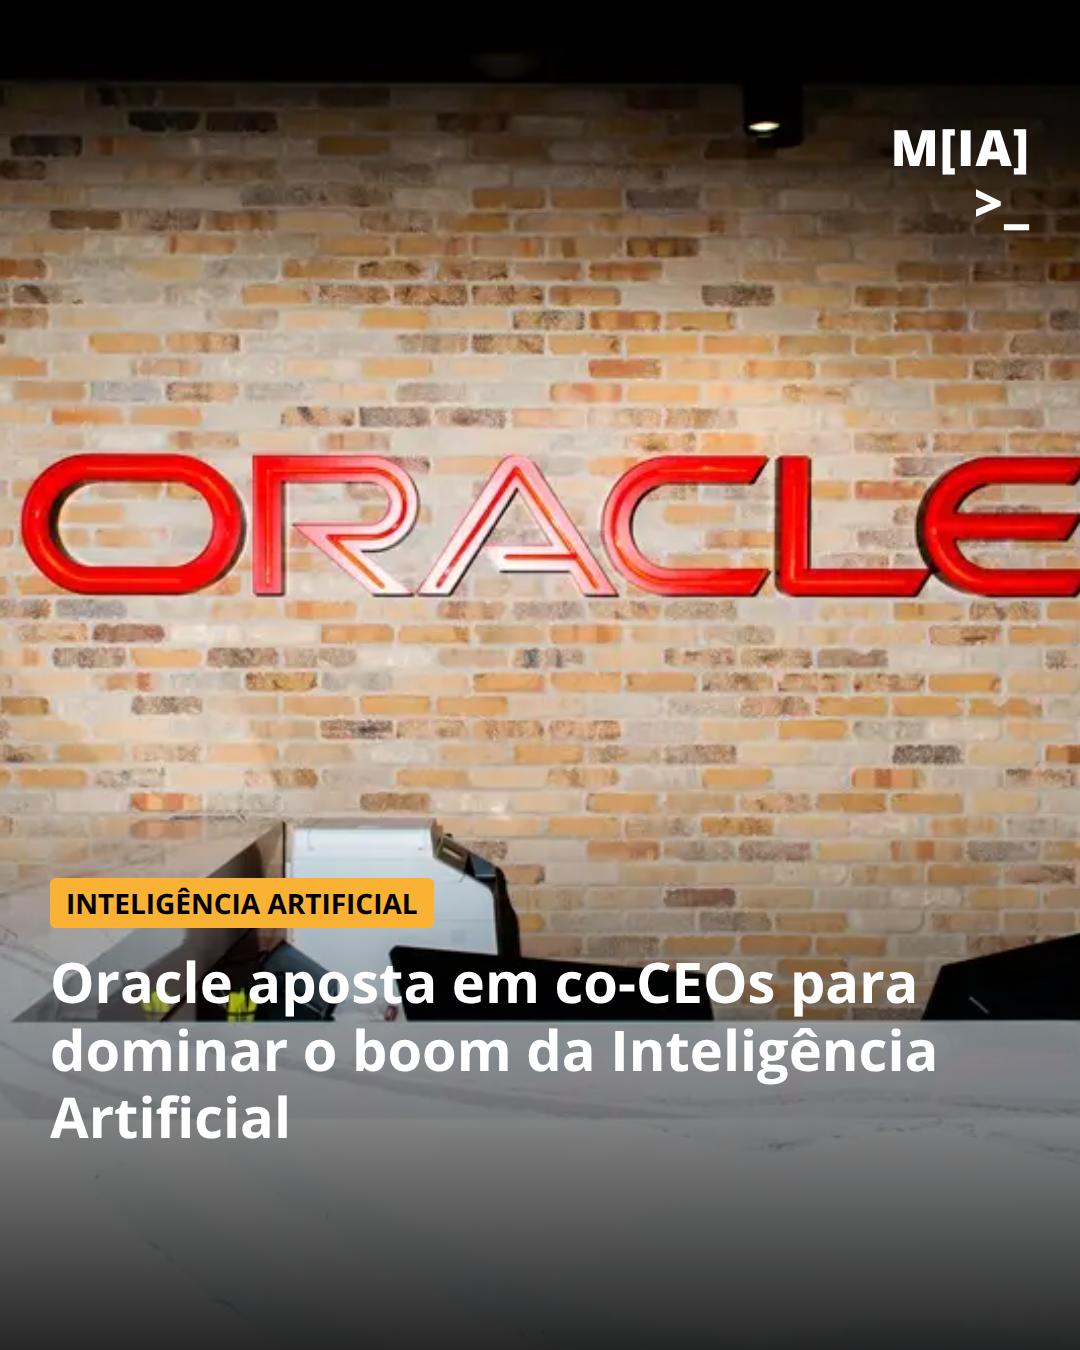 M[IA]
>_
ORACLE
INTELIGÊNCIA ARTIFICIAL
Oracle aposta em co-CEOs para
dominar o boom da Inteligência
Artificial